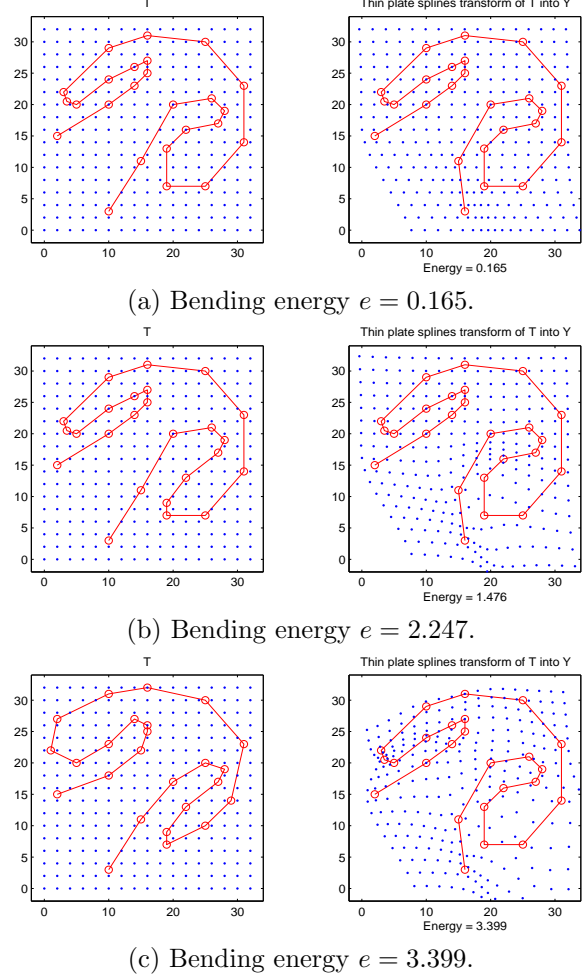 T
Thin plate splines transform of T into Y
30
25
20
15
10
5
0
0 10 20 30
30
25
20
15
10
5
0
0 10 20 30
Energy = 0.165
(a) Bending energy e = 0.165.
T
Thin plate splines transform of T into Y
30
25
20
15
10
5
0
0 10 20 30
30
25
20
15
10
5
0
0 10 20 30
Energy = 1.476
(b) Bending energy e = 2.247.
T
Thin plate splines transform of T into Y
30
25
20
15
10
5
0
0 10 20 30
30
25
20
15
10
5
0
0 10 20 30
Energy = 3.399
(c) Bending energy e = 3.399.